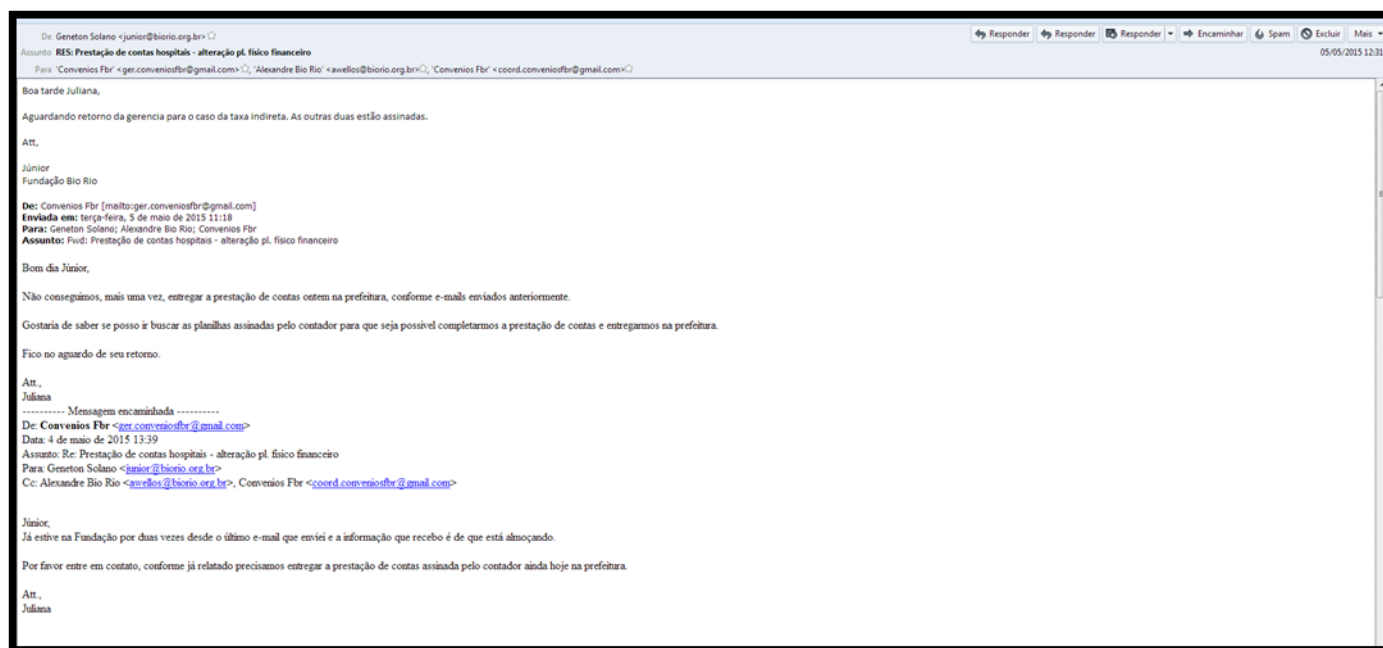 De Geneton Solano <junior@biorio.org.br>
Responder Responder Responder Encaminhar Spam Excluir Mais
Assunto RES: Prestação de contas hospitais - alteração pl. físico financeiro
05/05/2015 12:31
Para 'Convenios Fbr' <ger.conveniosfbr@gmail.com>, 'Alexandre Bio Rio' <awellos@biorio.org.br>, 'Convenios Fbr' <coord.conveniosfbr@gmail.com>
Boa tarde Juliana,
Aguardando retorno da gerencia para o caso da taxa indireta. As outras duas estão assinadas.
Att,
Júnior
Fundação Bio Rio
De: Convenios Fbr [mailto:ger.conveniosfbr@gmail.com]
Enviada em: terça-feira, 5 de maio de 2015 11:18
Para: Geneton Solano; Alexandre Bio Rio; Convenios Fbr
Assunto: Fwd: Prestação de contas hospitais - alteração pl. físico financeiro
Bom dia Júnior,
Não conseguimos, mais uma vez, entregar a prestação de contas ontem na prefeitura, conforme e-mails enviados anteriormente.
Gostaria de saber se posso ir buscar as planilhas assinadas pelo contador para que seja possível completarmos a prestação de contas e entregarmos na prefeitura.
Fico no aguardo de seu retorno.
Att.,
Juliana
---------- Mensagem encaminhada ----------
De: Convenios Fbr <ger.conveniosfbr@gmail.com>
Data: 4 de maio de 2015 13:39
Assunto: Re: Prestação de contas hospitais - alteração pl. físico financeiro
Para: Geneton Solano <junior@biorio.org.br>
Cc: Alexandre Bio Rio <awellos@biorio.org.br>, Convenios Fbr <coord.conveniosfbr@gmail.com>
Júnior,
Já estive na Fundação por duas vezes desde o último e-mail que enviei e a informação que recebo é de que está almoçando.
Por favor entre em contato, conforme já relatado precisamos entregar a prestação de contas assinada pelo contador ainda hoje na prefeitura.
Att.,
Juliana